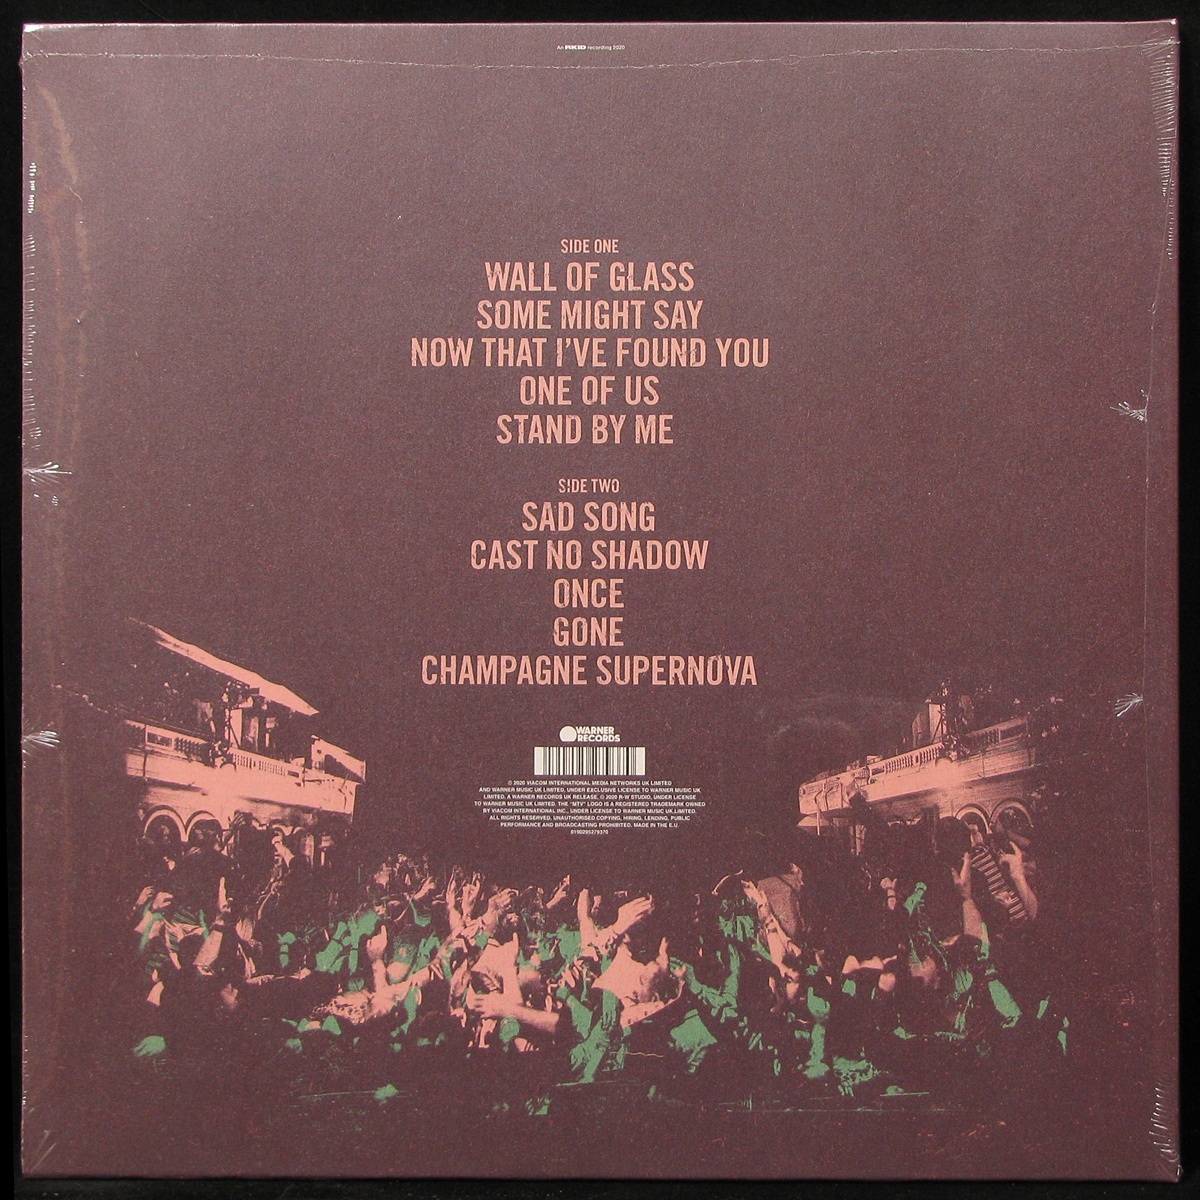 An RKID recording 2020
SIDE ONE
WALL OF GLASS
SOME MIGHT SAY
NOW THAT I'VE FOUND YOU
ONE OF US
STAND BY ME
SIDE TWO
SAD SONG
CAST NO SHADOW
ONCE
GONE
CHAMPAGNE SUPERNOVA
WARNER
RECORDS
℗ 2020 VIACOM INTERNATIONAL MEDIA NETWORKS UK LIMITED
AND WARNER MUSIC UK LIMITED, UNDER EXCLUSIVE LICENSE TO WARNER MUSIC UK
LIMITED. A WARNER RECORDS UK RELEASE, © 2020 R-W STUDIO, UNDER LICENSE
TO WARNER MUSIC UK LIMITED. THE "MTV" LOGO IS A REGISTERED TRADEMARK OWNED
BY VIACOM INTERNATIONAL INC., UNDER LICENSE TO WARNER MUSIC UK LIMITED.
ALL RIGHTS RESERVED. UNAUTHORISED COPYING, HIRING, LENDING, PUBLIC
PERFORMANCE AND BROADCASTING PROHIBITED. MADE IN THE E.U.
0190295279370